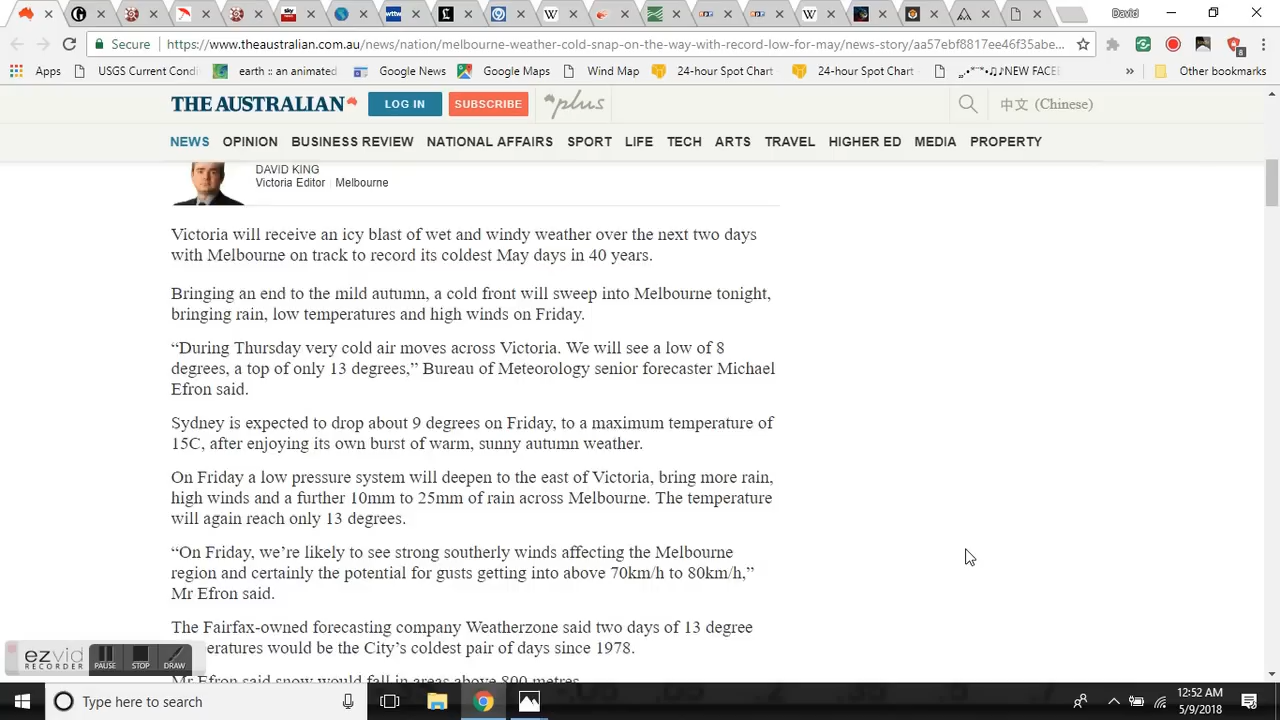 David
Secure
https://www.theaustralian.com.au/news/nation/melbourne-weather-cold-snap-on-the-way-with-record-low-for-may/news-story/aa57ebf8817ee46f35abe...
Apps
USGS Current Condi
earth :: an animated
Google News
Google Maps
Wind Map
24-hour Spot Chart
24-hour Spot Chart
NEW FACE
Other bookmarks
THE AUSTRALIAN
LOG IN
SUBSCRIBE
plus
中文 (Chinese)
NEWS OPINION BUSINESS REVIEW NATIONAL AFFAIRS SPORT LIFE TECH ARTS TRAVEL HIGHER ED MEDIA PROPERTY
DAVID KING
Victoria Editor Melbourne
Victoria will receive an icy blast of wet and windy weather over the next two days
with Melbourne on track to record its coldest May days in 40 years.
Bringing an end to the mild autumn, a cold front will sweep into Melbourne tonight,
bringing rain, low temperatures and high winds on Friday.
“During Thursday very cold air moves across Victoria. We will see a low of 8
degrees, a top of only 13 degrees,” Bureau of Meteorology senior forecaster Michael
Efron said.
Sydney is expected to drop about 9 degrees on Friday, to a maximum temperature of
15C, after enjoying its own burst of warm, sunny autumn weather.
On Friday a low pressure system will deepen to the east of Victoria, bring more rain,
high winds and a further 10mm to 25mm of rain across Melbourne. The temperature
will again reach only 13 degrees.
“On Friday, we’re likely to see strong southerly winds affecting the Melbourne
region and certainly the potential for gusts getting into above 70km/h to 80km/h,”
Mr Efron said.
The Fairfax-owned forecasting company Weatherzone said two days of 13 degree
eratures would be the City’s coldest pair of days since 1978.
Mr Efron said snow would fall in areas above 800 metres
ezvid
RECORDER
PAUSE
STOP
DRAW
Type here to search
12:52 AM
5/9/2018